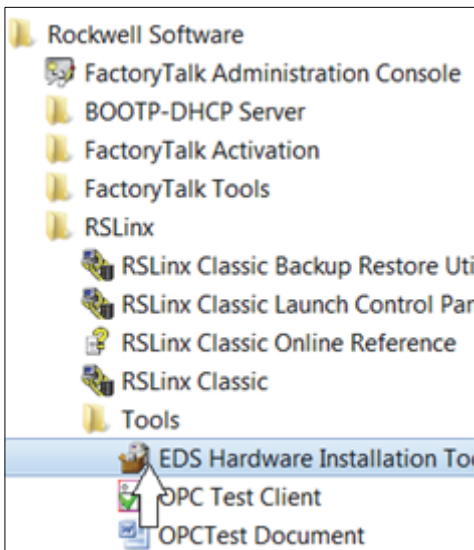 Rockwell Software
FactoryTalk Administration Console
BOOTP-DHCP Server
FactoryTalk Activation
FactoryTalk Tools
RSLinx
RSLinx Classic Backup Restore Uti
RSLinx Classic Launch Control Par
RSLinx Classic Online Reference
RSLinx Classic
Tools
EDS Hardware Installation Too
OPC Test Client
OPCTest Document